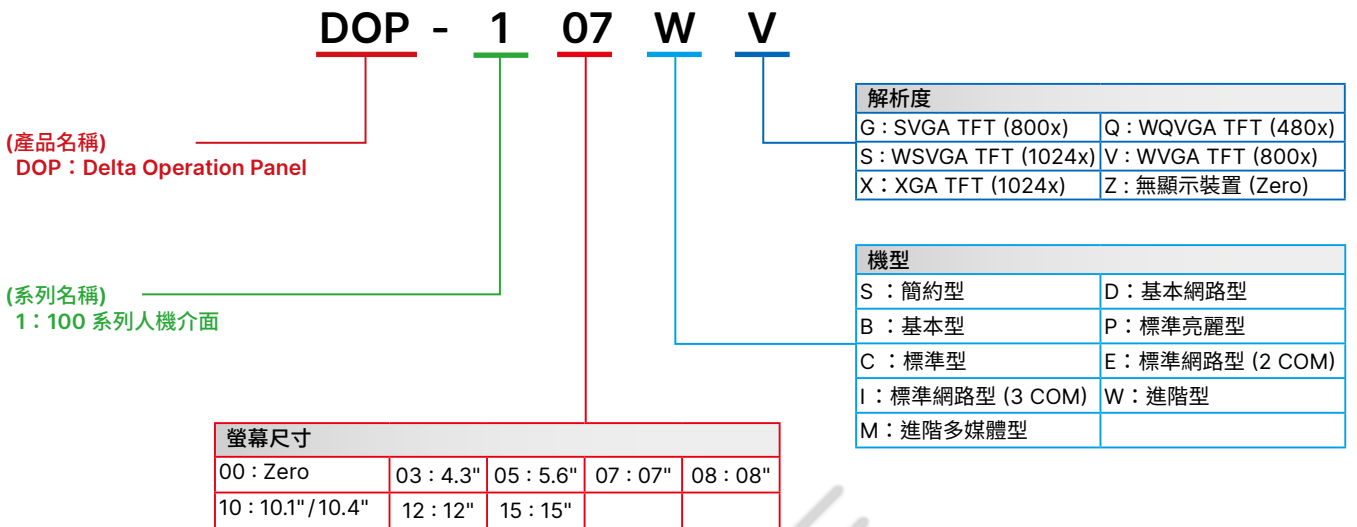 DOP - 1 07 W V
(產品名稱)
DOP：Delta Operation Panel
(系列名稱)
1：100 系列人機介面
解析度
G : SVGA TFT (800x) Q : WQVGA TFT (480x)
S : WSVGA TFT (1024x) V : WVGA TFT (800x)
X：XGA TFT (1024x) Z : 無顯示裝置 (Zero)
機型
S ：簡約型 D：基本網路型
B ：基本型 P：標準亮麗型
C ：標準型 E：標準網路型 (2 COM)
I：標準網路型 (3 COM) W：進階型
M：進階多媒體型
螢幕尺寸
00 : Zero 03 : 4.3" 05 : 5.6" 07 : 07" 08 : 08"
10 : 10.1"/10.4" 12 : 12" 15 : 15"